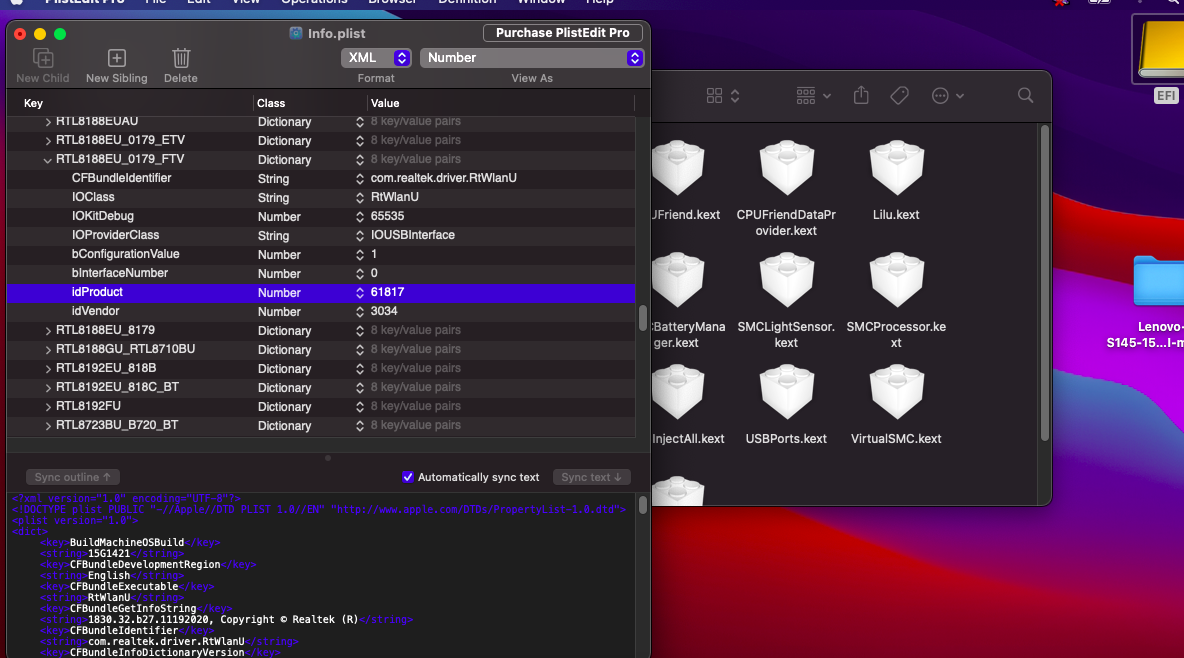 PlistEdit Pro File Edit View Operations Browser Definition Window Help
Info.plist
Purchase PlistEdit Pro
XML Number
New Child New Sibling Delete Format View As
Key Class Value
RTL8188EUAU Dictionary 8 key/value pairs
RTL8188EU_0179_ETV Dictionary 8 key/value pairs
RTL8188EU_0179_FTV Dictionary 8 key/value pairs
CFBundleIdentifier String com.realtek.driver.RtWlanU
IOClass String RtWlanU
IOKitDebug Number 65535
IOProviderClass String IOUSBInterface
bConfigurationValue Number 1
bInterfaceNumber Number 0
idProduct Number 61817
idVendor Number 3034
RTL8188EU_8179 Dictionary 8 key/value pairs
RTL8188GU_RTL8710BU Dictionary 8 key/value pairs
RTL8192EU_818B Dictionary 8 key/value pairs
RTL8192EU_818C_BT Dictionary 8 key/value pairs
RTL8192FU Dictionary 8 key/value pairs
RTL8723BU_B720_BT Dictionary 8 key/value pairs
Sync outline ↑ Automatically sync text Sync text ↓
<?xml version="1.0" encoding="UTF-8"?>
<!DOCTYPE plist PUBLIC "-//Apple//DTD PLIST 1.0//EN" "http://www.apple.com/DTDs/PropertyList-1.0.dtd">
<plist version="1.0">
<dict>
<key>BuildMachineOSBuild</key>
<string>15G1421</string>
<key>CFBundleDevelopmentRegion</key>
<string>English</string>
<key>CFBundleExecutable</key>
<string>RtWlanU</string>
<key>CFBundleGetInfoString</key>
<string>1830.32.b27.11192020, Copyright © Realtek (R)</string>
<key>CFBundleIdentifier</key>
<string>com.realtek.driver.RtWlanU</string>
<key>CFBundleInfoDictionaryVersion</key>
UFriend.kext CPUFriendDataPr Lilu.kext
ovider.kext
CBatteryMana SMCLightSensor. SMCProcessor.ke
ger.kext kext xt
InjectAll.kext USBPorts.kext VirtualSMC.kext
EFI
Lenovo-
S145-15...I-m